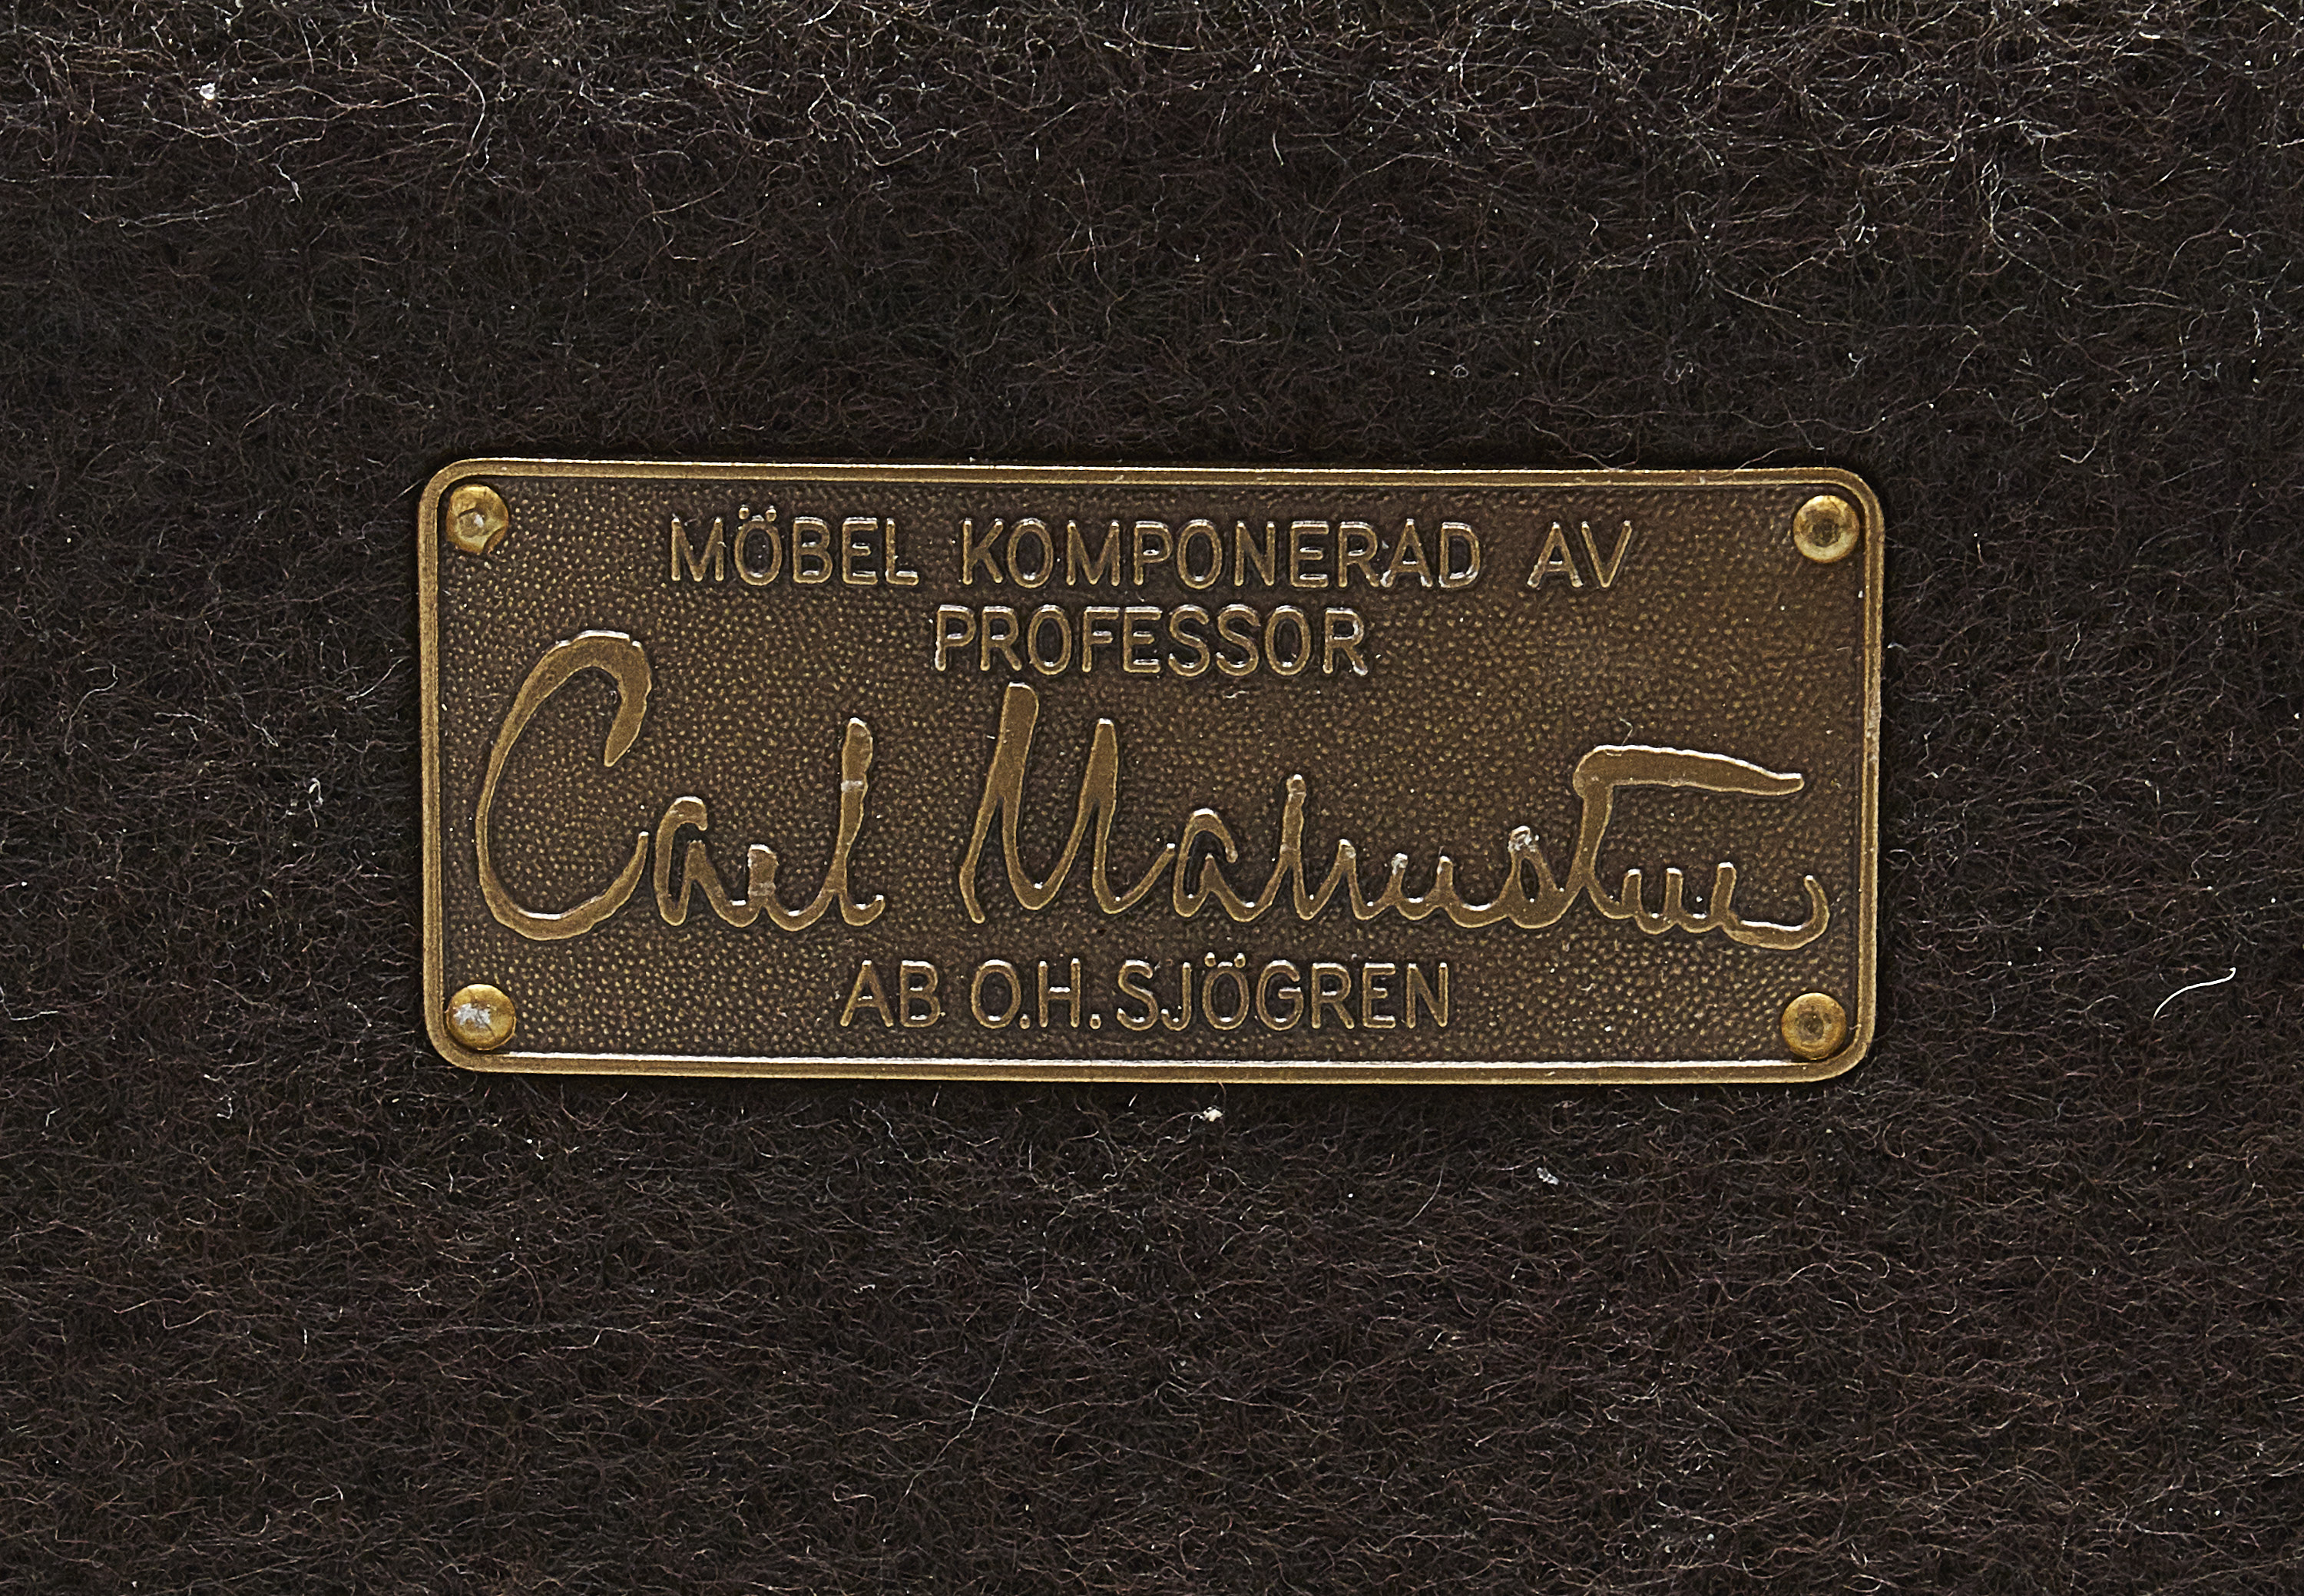 MÖBEL KOMPONERAD AV
PROFESSOR
Carl Malmsten
AB O.H. SJÖGREN